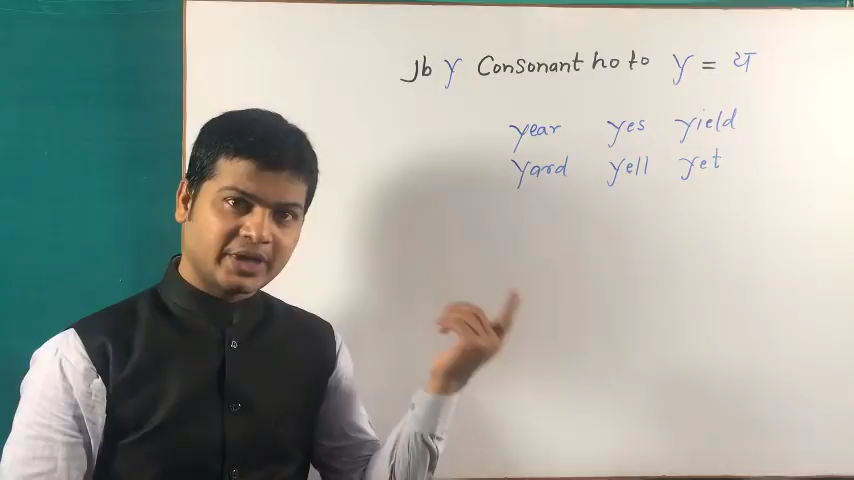 Jb y Consonant ho to y = य
year yes yield
yard yell yet